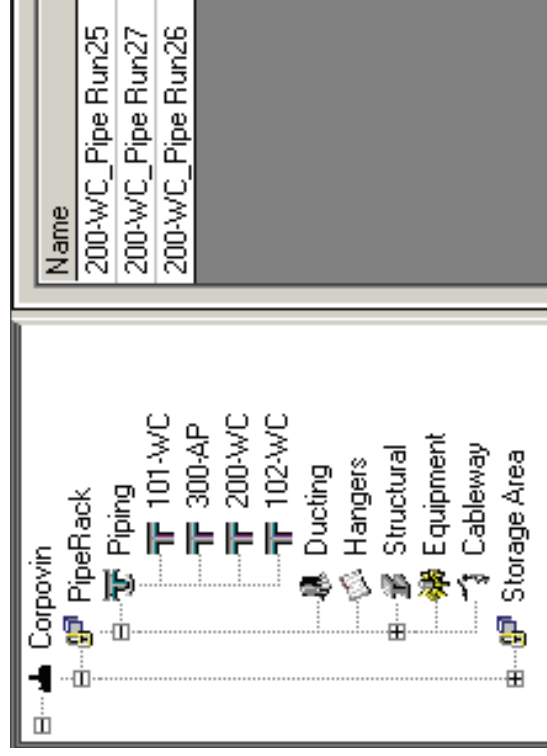 Corpovin
PipeRack
Piping
101-WC
300-AP
200-WC
102-WC
Ducting
Hangers
Structural
Equipment
Cableway
Storage Area
Name
200-WC_Pipe Run25
200-WC_Pipe Run27
200-WC_Pipe Run26